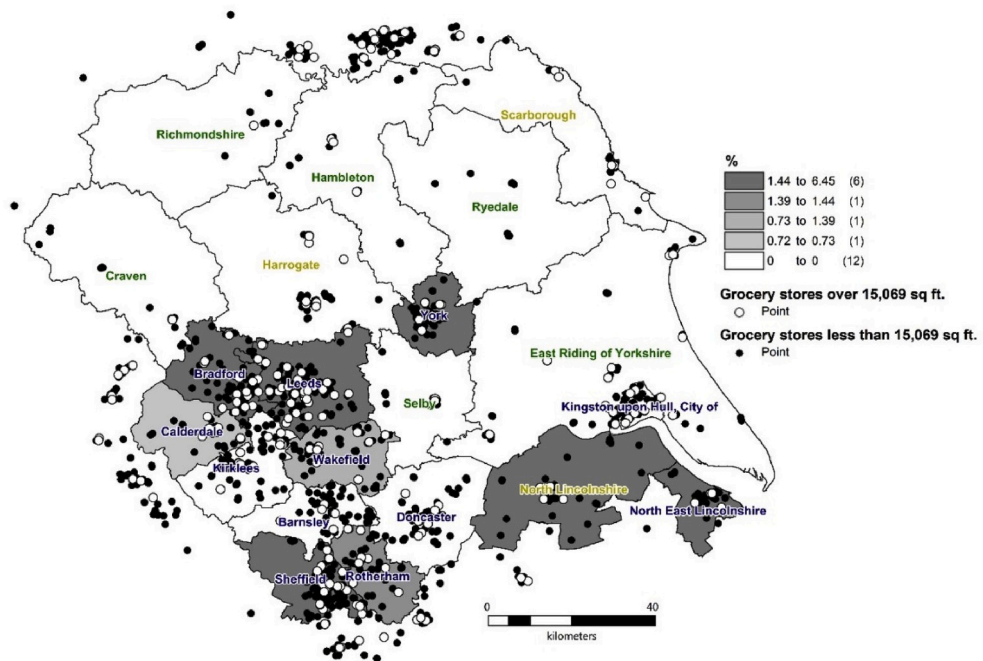 Scarborough
Richmondshire
Hambleton
Ryedale
Harrogate
Craven
York
East Riding of Yorkshire
Bradford
Leeds
Selby
Kingston upon Hull, City of
Calderdale
Wakefield
Kirklees
North Lincolnshire
North East Lincolnshire
Barnsley
Doncaster
Sheffield
Rotherham
%
1.44 to 6.45 (6)
1.39 to 1.44 (1)
0.73 to 1.39 (1)
0.72 to 0.73 (1)
0 to 0 (12)
Grocery stores over 15,069 sq ft.
Point
Grocery stores less than 15,069 sq ft.
Point
0 40
kilometers